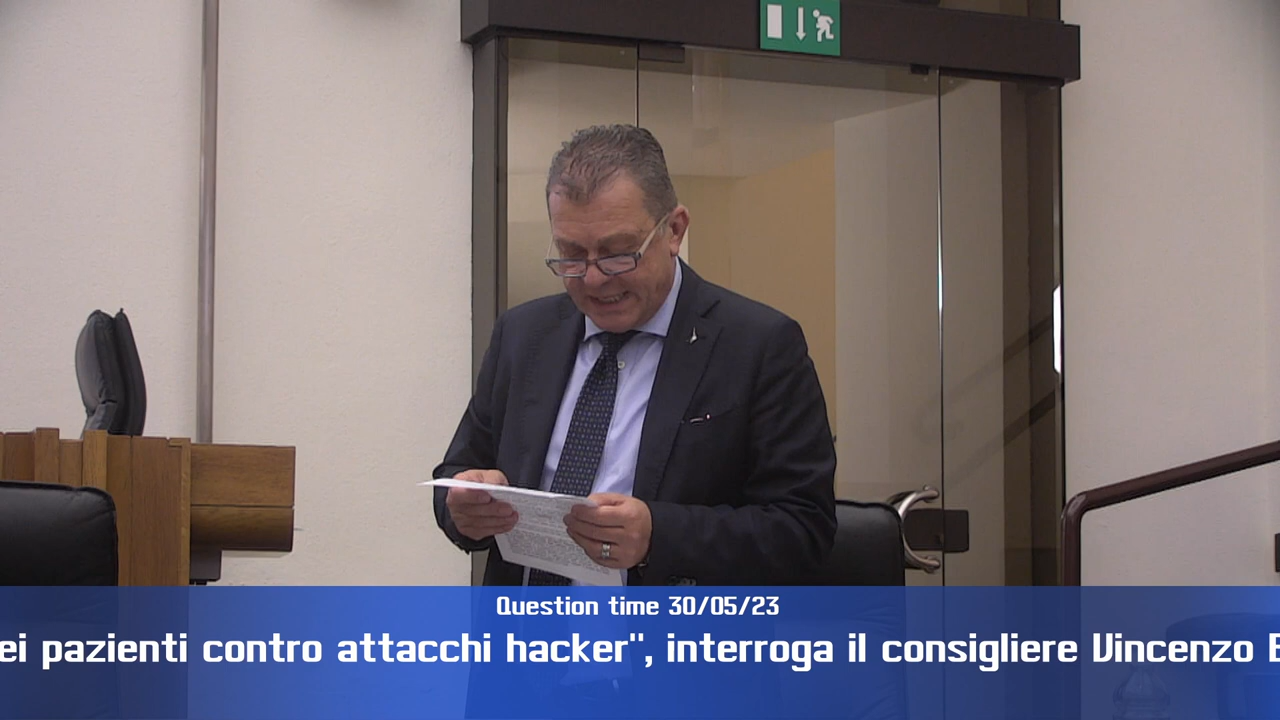 Question time 30/05/23
ei pazienti contro attacchi hacker", interroga il consigliere Vincenzo